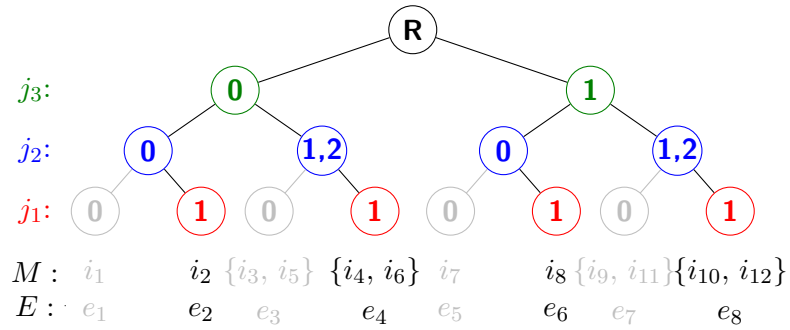 R
j₃: 0 1
j₂: 0 1,2 0 1,2
j₁: 0 1 0 1 0 1 0 1
M : i₁ i₂ {i₃, i₅} {i₄, i₆} i₇ i₈ {i₉, i₁₁} {i₁₀, i₁₂}
E : e₁ e₂ e₃ e₄ e₅ e₆ e₇ e₈